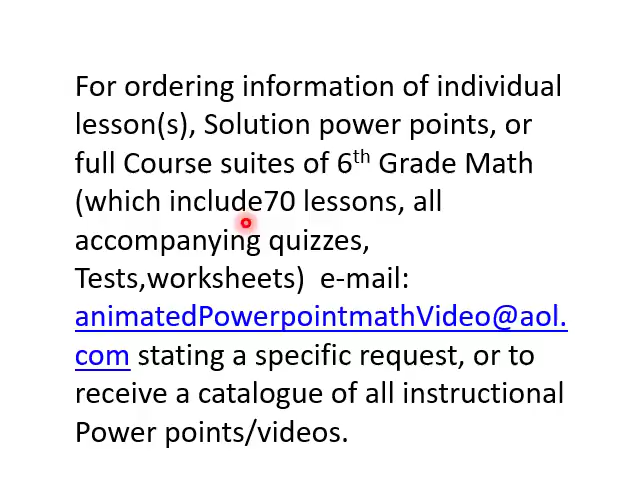 For ordering information of individual
lesson(s), Solution power points, or
full Course suites of 6th Grade Math
(which include70 lessons, all
accompanying quizzes,
Tests,worksheets)  e-mail:
animatedPowerpointmathVideo@aol.
com stating a specific request, or to
receive a catalogue of all instructional
Power points/videos.